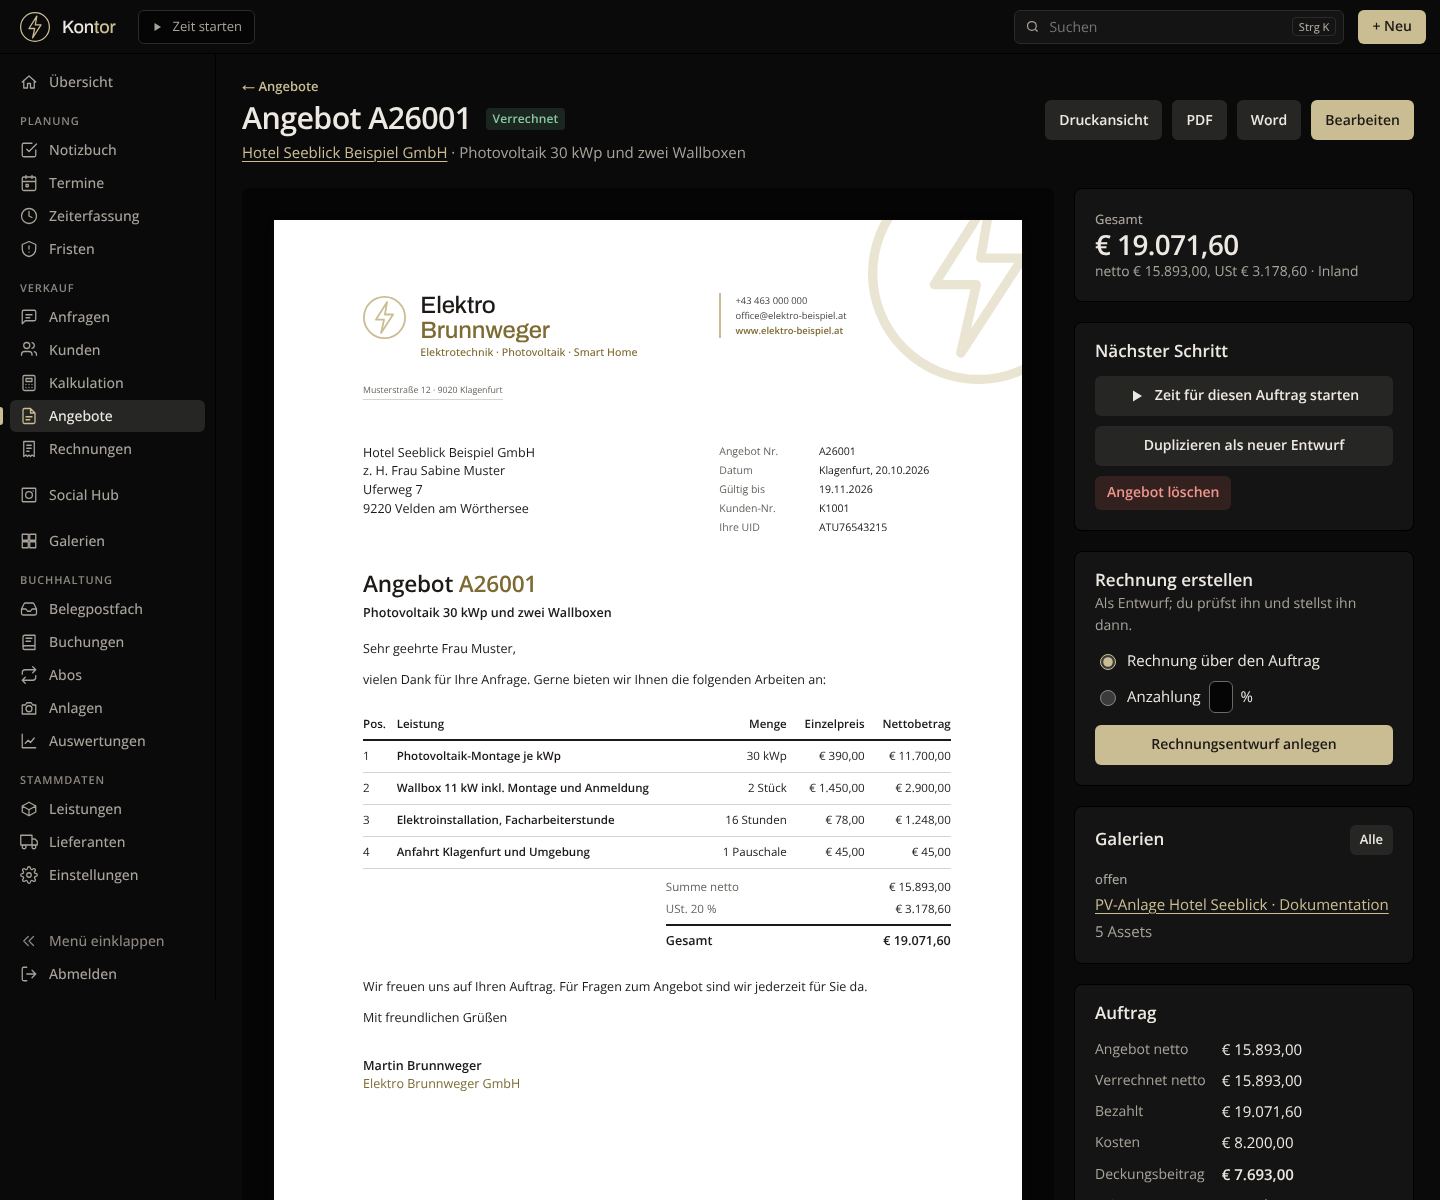 Kontor
Zeit starten
Suchen
Strg K
+ Neu
Übersicht
PLANUNG
Notizbuch
Termine
Zeiterfassung
Fristen
VERKAUF
Anfragen
Kunden
Kalkulation
Angebote
Rechnungen
Social Hub
Galerien
BUCHHALTUNG
Belegpostfach
Buchungen
Abos
Anlagen
Auswertungen
STAMMDATEN
Leistungen
Lieferanten
Einstellungen
Menü einklappen
Abmelden
← Angebote
Angebot A26001 Verrechnet
Hotel Seeblick Beispiel GmbH · Photovoltaik 30 kWp und zwei Wallboxen
Druckansicht
PDF
Word
Bearbeiten
Elektro
Brunnweger
Elektrotechnik · Photovoltaik · Smart Home
+43 463 000 000
office@elektro-beispiel.at
www.elektro-beispiel.at
Musterstraße 12 · 9020 Klagenfurt
Hotel Seeblick Beispiel GmbH
z. H. Frau Sabine Muster
Uferweg 7
9220 Velden am Wörthersee
Angebot Nr. A26001
Datum Klagenfurt, 20.10.2026
Gültig bis 19.11.2026
Kunden-Nr. K1001
Ihre UID ATU76543215
Angebot A26001
Photovoltaik 30 kWp und zwei Wallboxen
Sehr geehrte Frau Muster,
vielen Dank für Ihre Anfrage. Gerne bieten wir Ihnen die folgenden Arbeiten an:
Pos. Leistung Menge Einzelpreis Nettobetrag
1 Photovoltaik-Montage je kWp 30 kWp € 390,00 € 11.700,00
2 Wallbox 11 kW inkl. Montage und Anmeldung 2 Stück € 1.450,00 € 2.900,00
3 Elektroinstallation, Facharbeiterstunde 16 Stunden € 78,00 € 1.248,00
4 Anfahrt Klagenfurt und Umgebung 1 Pauschale € 45,00 € 45,00
Summe netto € 15.893,00
USt. 20 % € 3.178,60
Gesamt € 19.071,60
Wir freuen uns auf Ihren Auftrag. Für Fragen zum Angebot sind wir jederzeit für Sie da.
Mit freundlichen Grüßen
Martin Brunnweger
Elektro Brunnweger GmbH
Gesamt
€ 19.071,60
netto € 15.893,00, USt € 3.178,60 · Inland
Nächster Schritt
Zeit für diesen Auftrag starten
Duplizieren als neuer Entwurf
Angebot löschen
Rechnung erstellen
Als Entwurf; du prüfst ihn und stellst ihn
dann.
Rechnung über den Auftrag
Anzahlung %
Rechnungsentwurf anlegen
Galerien
Alle
offen
PV-Anlage Hotel Seeblick · Dokumentation
5 Assets
Auftrag
Angebot netto € 15.893,00
Verrechnet netto € 15.893,00
Bezahlt € 19.071,60
Kosten € 8.200,00
Deckungsbeitrag € 7.693,00